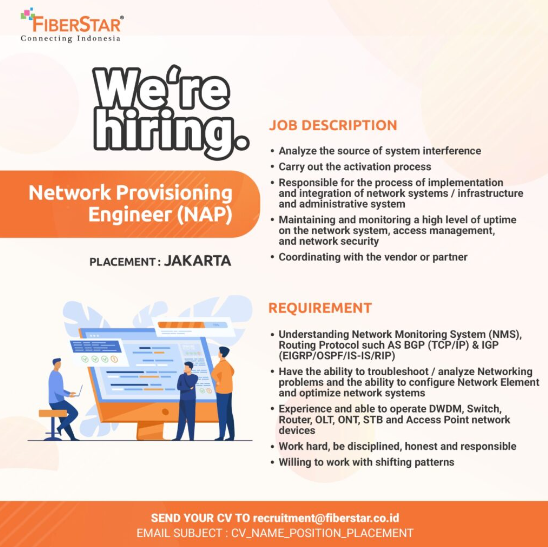 FIBERSTAR®
Connecting Indonesia
We're
hiring.
Network Provisioning
Engineer (NAP)
PLACEMENT : JAKARTA
JOB DESCRIPTION
• Analyze the source of system interference
• Carry out the activation process
• Responsible for the process of implementation
and integration of network systems / infrastructure
and administrative system
• Maintaining and monitoring a high level of uptime
on the network system, access management,
and network security
• Coordinating with the vendor or partner
REQUIREMENT
• Understanding Network Monitoring System (NMS),
Routing Protocol such AS BGP (TCP/IP) & IGP
(EIGRP/OSPF/IS-IS/RIP)
• Have the ability to troubleshoot / analyze Networking
problems and the ability to configure Network Element
and optimize network systems
• Experience and able to operate DWDM, Switch,
Router, OLT, ONT, STB and Access Point network
devices
• Work hard, be disciplined, honest and responsible
• Willing to work with shifting patterns
SEND YOUR CV TO recruitment@fiberstar.co.id
EMAIL SUBJECT : CV_NAME_POSITION_PLACEMENT